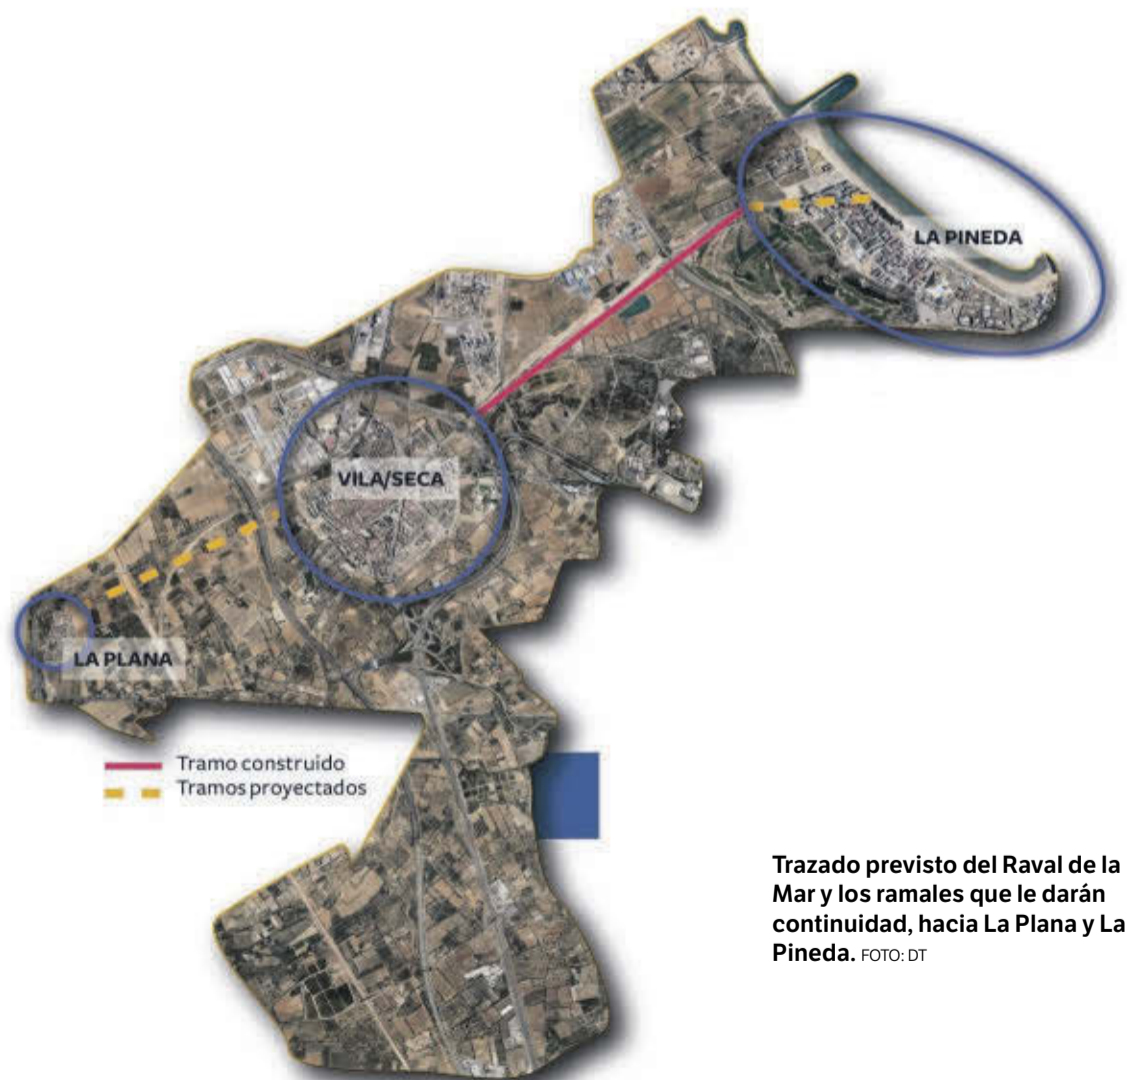 LA PINEDA
VILA/SECA
LA PLANA
Tramo construido
Tramos proyectados
Trazado previsto del Raval de la
Mar y los ramales que le darán
continuidad, hacia La Plana y La
Pineda. FOTO: DT